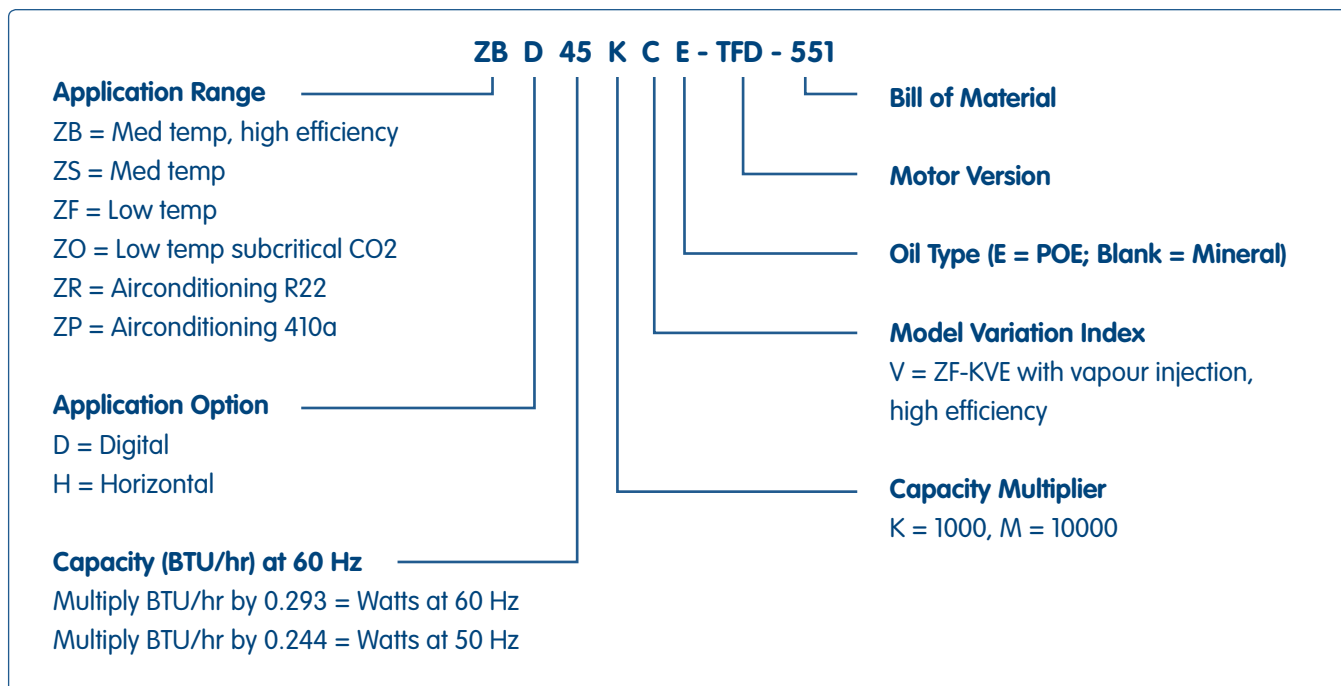 ZB D 45 K C E - TFD - 551
Application Range
ZB = Med temp, high efficiency
ZS = Med temp
ZF = Low temp
ZO = Low temp subcritical CO2
ZR = Airconditioning R22
ZP = Airconditioning 410a
Application Option
D = Digital
H = Horizontal
Capacity (BTU/hr) at 60 Hz
Multiply BTU/hr by 0.293 = Watts at 60 Hz
Multiply BTU/hr by 0.244 = Watts at 50 Hz
Bill of Material
Motor Version
Oil Type (E = POE; Blank = Mineral)
Model Variation Index
V = ZF-KVE with vapour injection,
high efficiency
Capacity Multiplier
K = 1000, M = 10000